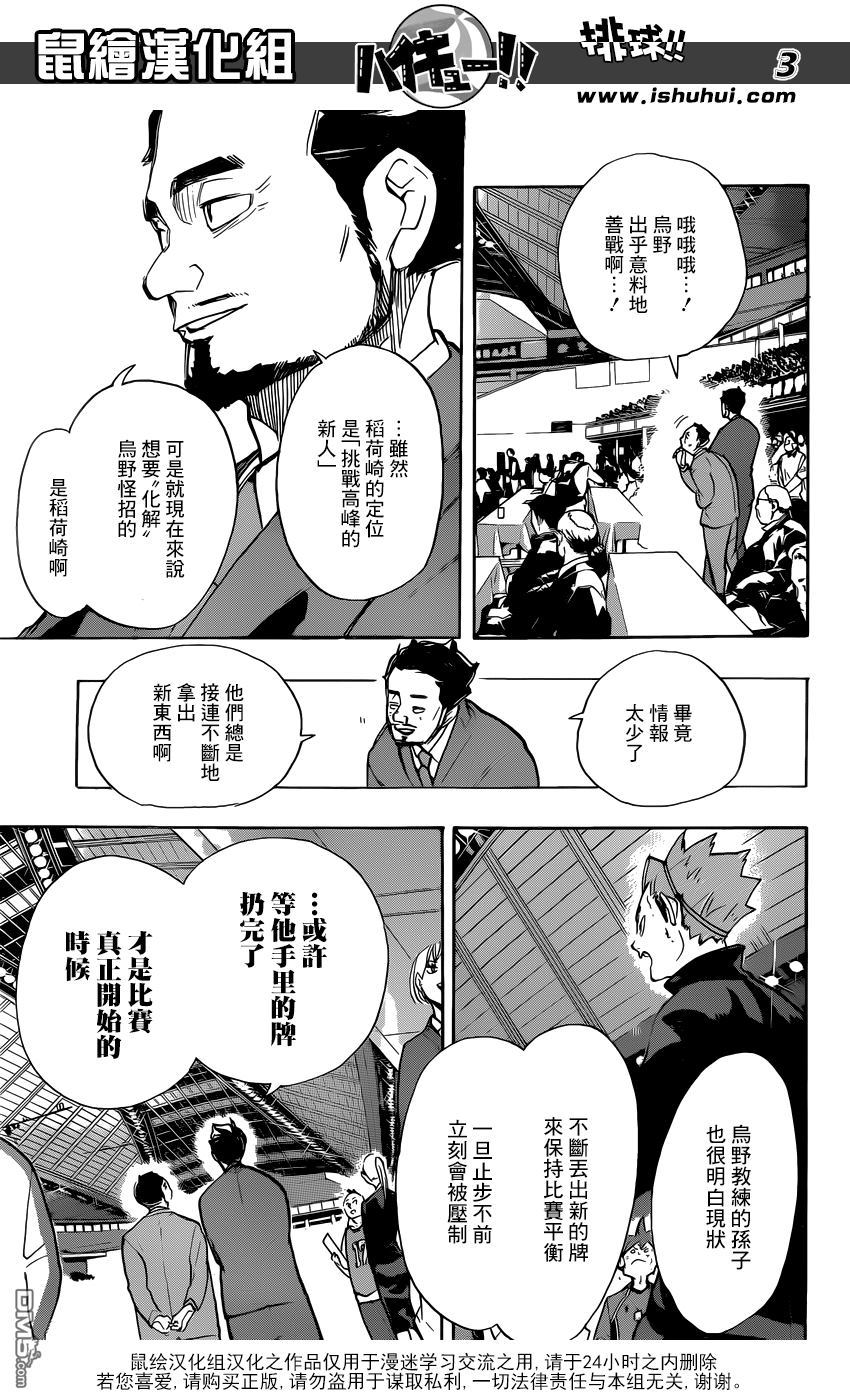 鼠繪漢化組
ハイキュー!!
排球!!
3
www.ishuhui.com
哦哦哦…！
烏野
出乎意料地
善戰啊…！
…雖然
稻荷崎的定位
是「挑戰高峰的
新人」
可是就現在來說
想要〝化解〞
烏野怪招的
是稻荷崎啊
畢竟
情報
太少了
他們總是
接連不斷地
拿出
新東西啊
烏野教練的孫子
也很明白現狀
不斷丟出新的牌
來保持比賽平衡
一旦止步不前
立刻會被壓制
…或許
等他手里的牌
扔完了
才是比賽
真正開始的
時候
17
DM5
鼠绘汉化组汉化之作品仅用于漫迷学习交流之用, 请于24小时之内删除
若您喜爱, 请购买正版, 请勿盗用于谋取私利, 一切法律责任与本组无关, 谢谢。